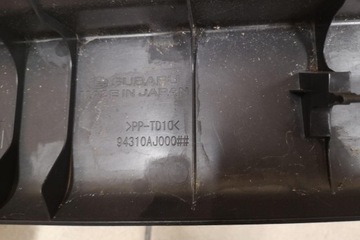 SUBARU
MADE IN JAPAN
>PP-TD10<
94310AJ000##